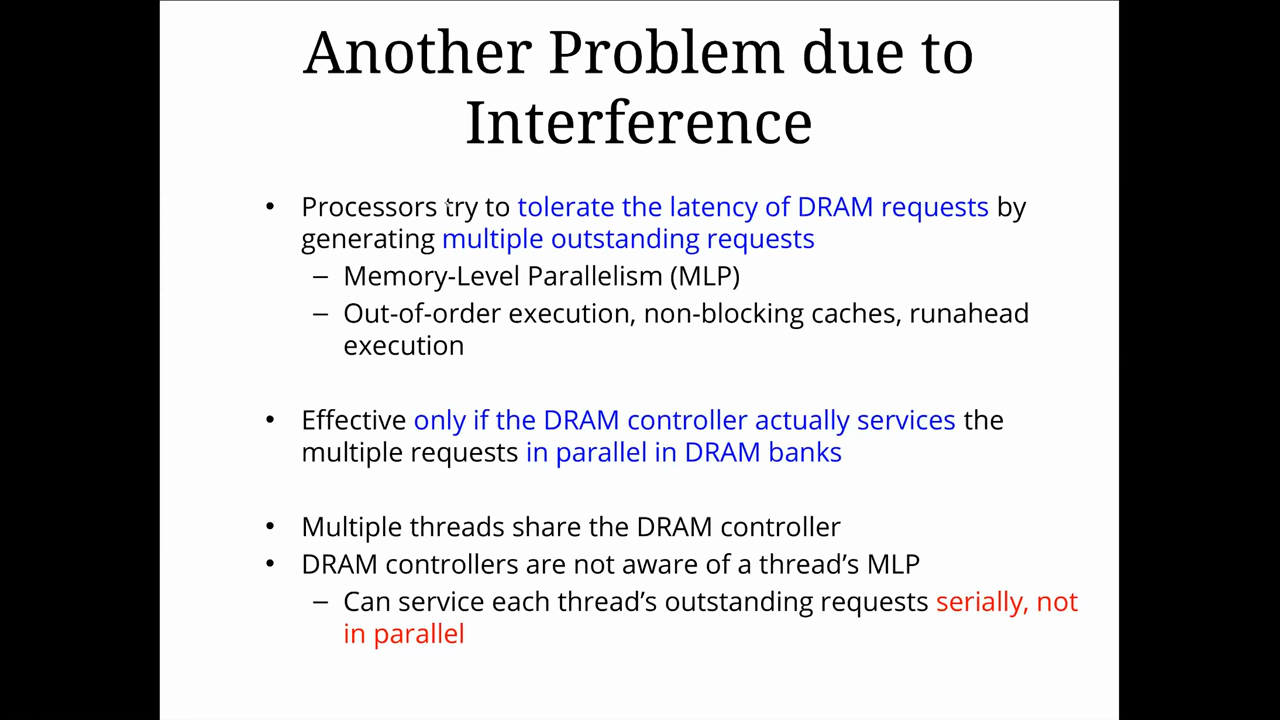 Another Problem due to
Interference
• Processors try to tolerate the latency of DRAM requests by
generating multiple outstanding requests
– Memory-Level Parallelism (MLP)
– Out-of-order execution, non-blocking caches, runahead
execution
• Effective only if the DRAM controller actually services the
multiple requests in parallel in DRAM banks
• Multiple threads share the DRAM controller
• DRAM controllers are not aware of a thread’s MLP
– Can service each thread’s outstanding requests serially, not
in parallel